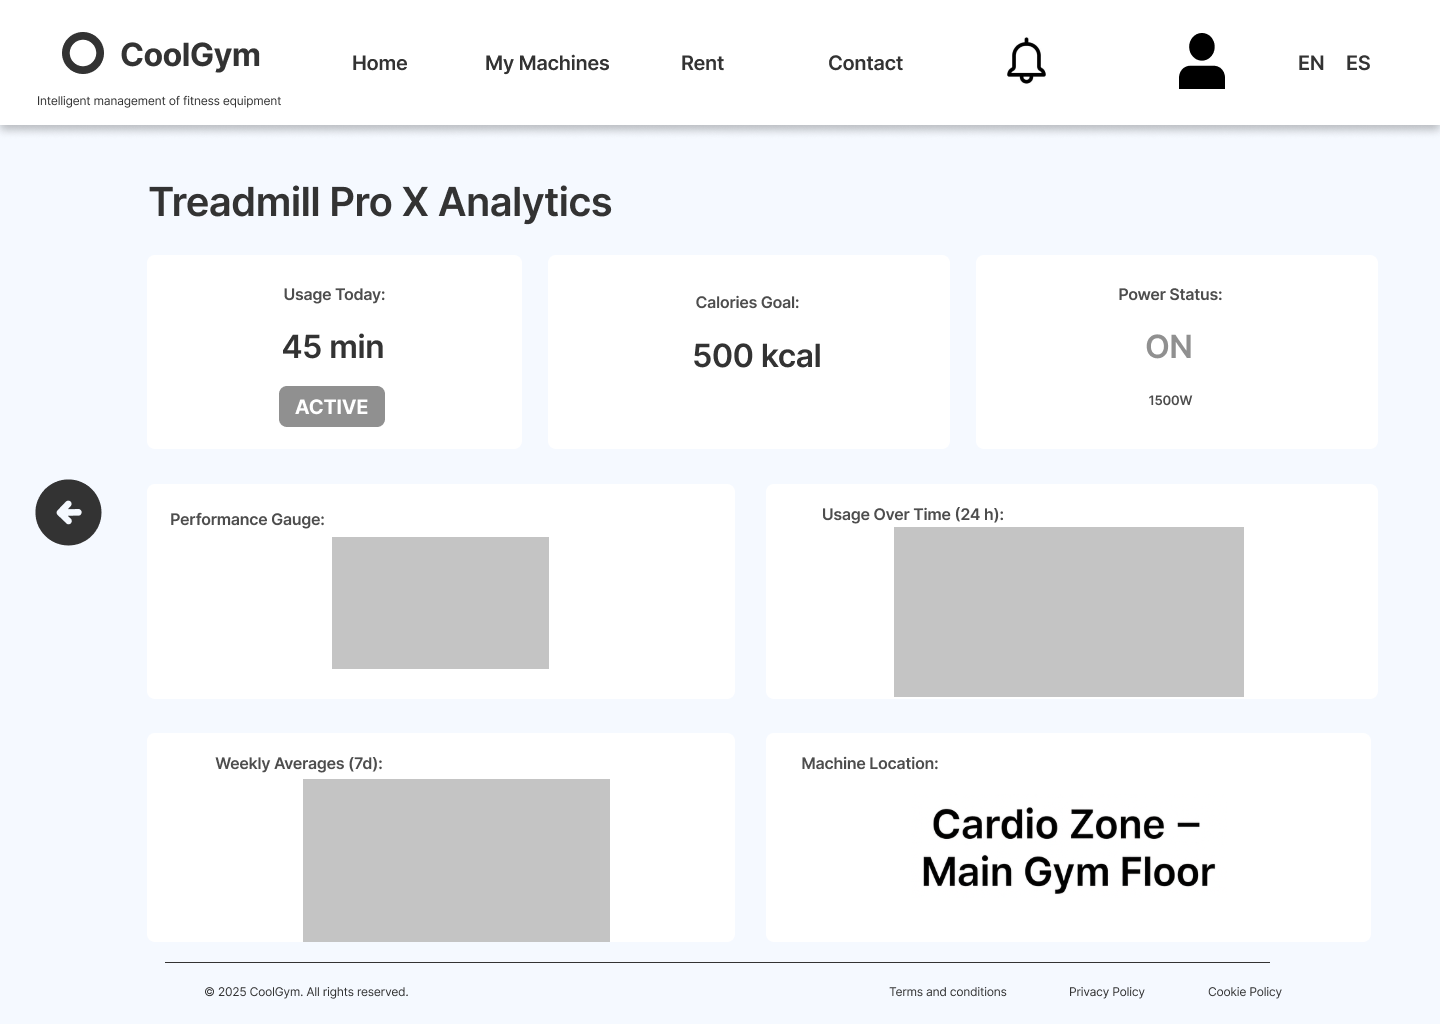 CoolGym
Intelligent management of fitness equipment
Home
My Machines
Rent
Contact
EN
ES
Treadmill Pro X Analytics
Usage Today:
45 min
ACTIVE
Calories Goal:
500 kcal
Power Status:
ON
1500W
Performance Gauge:
Usage Over Time (24 h):
Weekly Averages (7d):
Machine Location:
Cardio Zone –
Main Gym Floor
© 2025 CoolGym. All rights reserved.
Terms and conditions
Privacy Policy
Cookie Policy